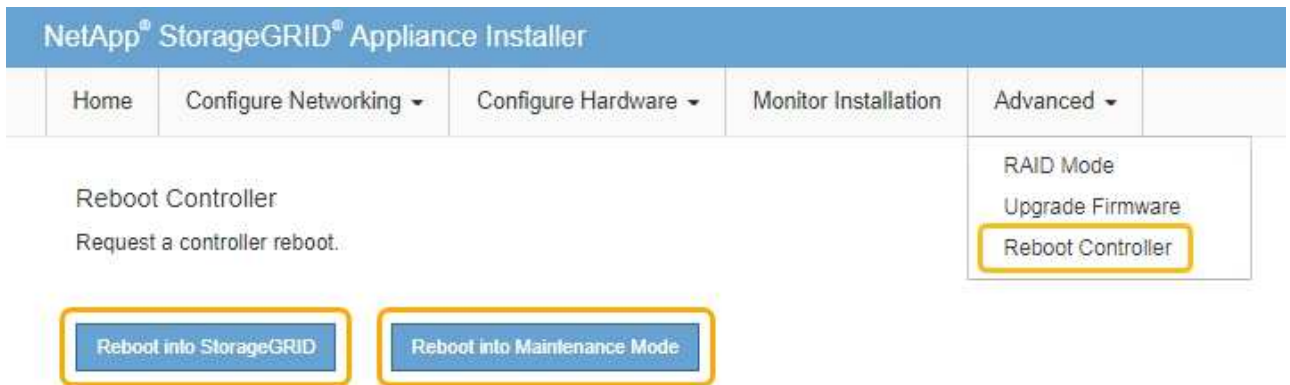 NetApp® StorageGRID® Appliance Installer
Home Configure Networking Configure Hardware Monitor Installation Advanced
RAID Mode
Upgrade Firmware
Reboot Controller
Reboot Controller
Request a controller reboot.
Reboot into StorageGRID Reboot into Maintenance Mode